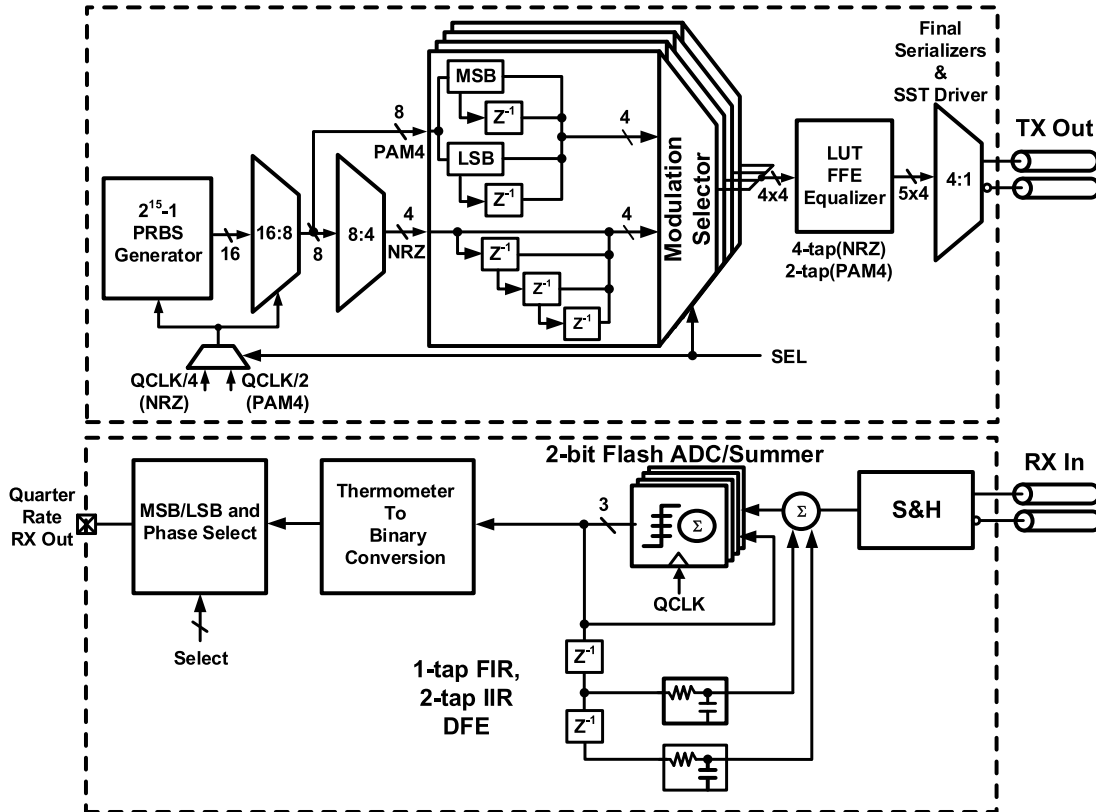 Final
Serializers
&
SST Driver
TX Out
MSB
Z⁻¹
LSB
Z⁻¹
8
PAM4
4
2¹⁵-1
PRBS
Generator
16
16:8
8
8:4
4
NRZ
4
Z⁻¹
Z⁻¹
Z⁻¹
Modulation
Selector
4x4
LUT
FFE
Equalizer
4-tap(NRZ)
2-tap(PAM4)
5x4
4:1
SEL
QCLK/4
(NRZ)
QCLK/2
(PAM4)
2-bit Flash ADC/Summer
RX In
Quarter
Rate
RX Out
MSB/LSB and
Phase Select
Select
Thermometer
To
Binary
Conversion
3
Σ
QCLK
Σ
S&H
Z⁻¹
Z⁻¹
1-tap FIR,
2-tap IIR
DFE